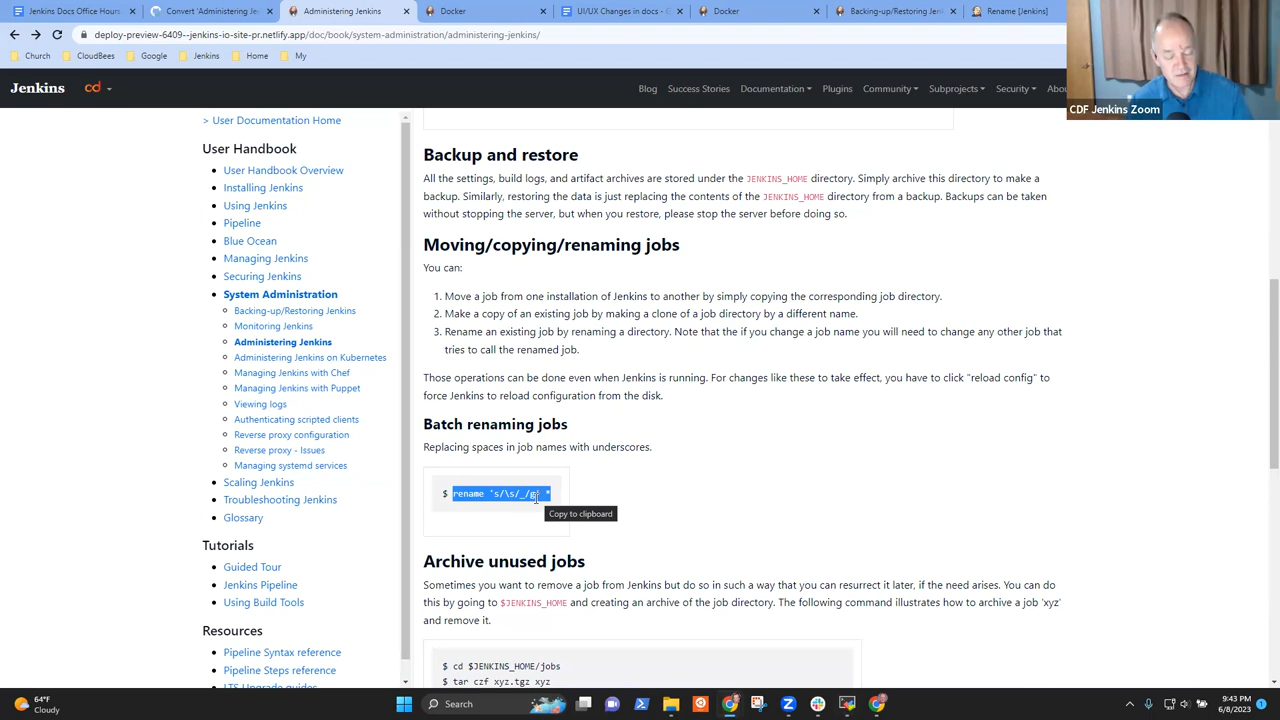 Jenkins Docs Office Hours
Convert 'Administering Jen
Administering Jenkins
Docker
UI/UX Changes in docs - G
Docker
Backing-up/Restoring Jen
Rename [Jenkins]
deploy-preview-6409--jenkins-io-site-pr.netlify.app/doc/book/system-administration/administering-jenkins/
Church
CloudBees
Google
Jenkins
Home
My
CDF Jenkins Zoom
Jenkins cd
Blog
Success Stories
Documentation
Plugins
Community
Subprojects
Security
Abou
> User Documentation Home
User Handbook
User Handbook Overview
Installing Jenkins
Using Jenkins
Pipeline
Blue Ocean
Managing Jenkins
Securing Jenkins
System Administration
Backing-up/Restoring Jenkins
Monitoring Jenkins
Administering Jenkins
Administering Jenkins on Kubernetes
Managing Jenkins with Chef
Managing Jenkins with Puppet
Viewing logs
Authenticating scripted clients
Reverse proxy configuration
Reverse proxy - Issues
Managing systemd services
Scaling Jenkins
Troubleshooting Jenkins
Glossary
Tutorials
Guided Tour
Jenkins Pipeline
Using Build Tools
Resources
Pipeline Syntax reference
Pipeline Steps reference
LTS Upgrade guides
Backup and restore
All the settings, build logs, and artifact archives are stored under the JENKINS_HOME directory. Simply archive this directory to make a
backup. Similarly, restoring the data is just replacing the contents of the JENKINS_HOME directory from a backup. Backups can be taken
without stopping the server, but when you restore, please stop the server before doing so.
Moving/copying/renaming jobs
You can:
1. Move a job from one installation of Jenkins to another by simply copying the corresponding job directory.
2. Make a copy of an existing job by making a clone of a job directory by a different name.
3. Rename an existing job by renaming a directory. Note that the if you change a job name you will need to change any other job that
tries to call the renamed job.
Those operations can be done even when Jenkins is running. For changes like these to take effect, you have to click "reload config" to
force Jenkins to reload configuration from the disk.
Batch renaming jobs
Replacing spaces in job names with underscores.
$ rename 's/\s/_/g' *
Copy to clipboard
Archive unused jobs
Sometimes you want to remove a job from Jenkins but do so in such a way that you can resurrect it later, if the need arises. You can do
this by going to $JENKINS_HOME and creating an archive of the job directory. The following command illustrates how to archive a job 'xyz'
and remove it.
$ cd $JENKINS_HOME/jobs
$ tar czf xyz.tgz xyz
64°F
Cloudy
Search
9:43 PM
6/8/2023